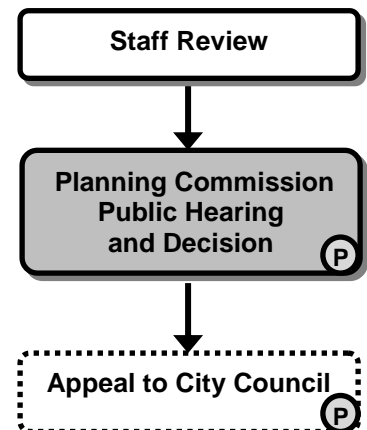 Staff Review
Planning Commission
Public Hearing
and Decision
P
Appeal to City Council
P